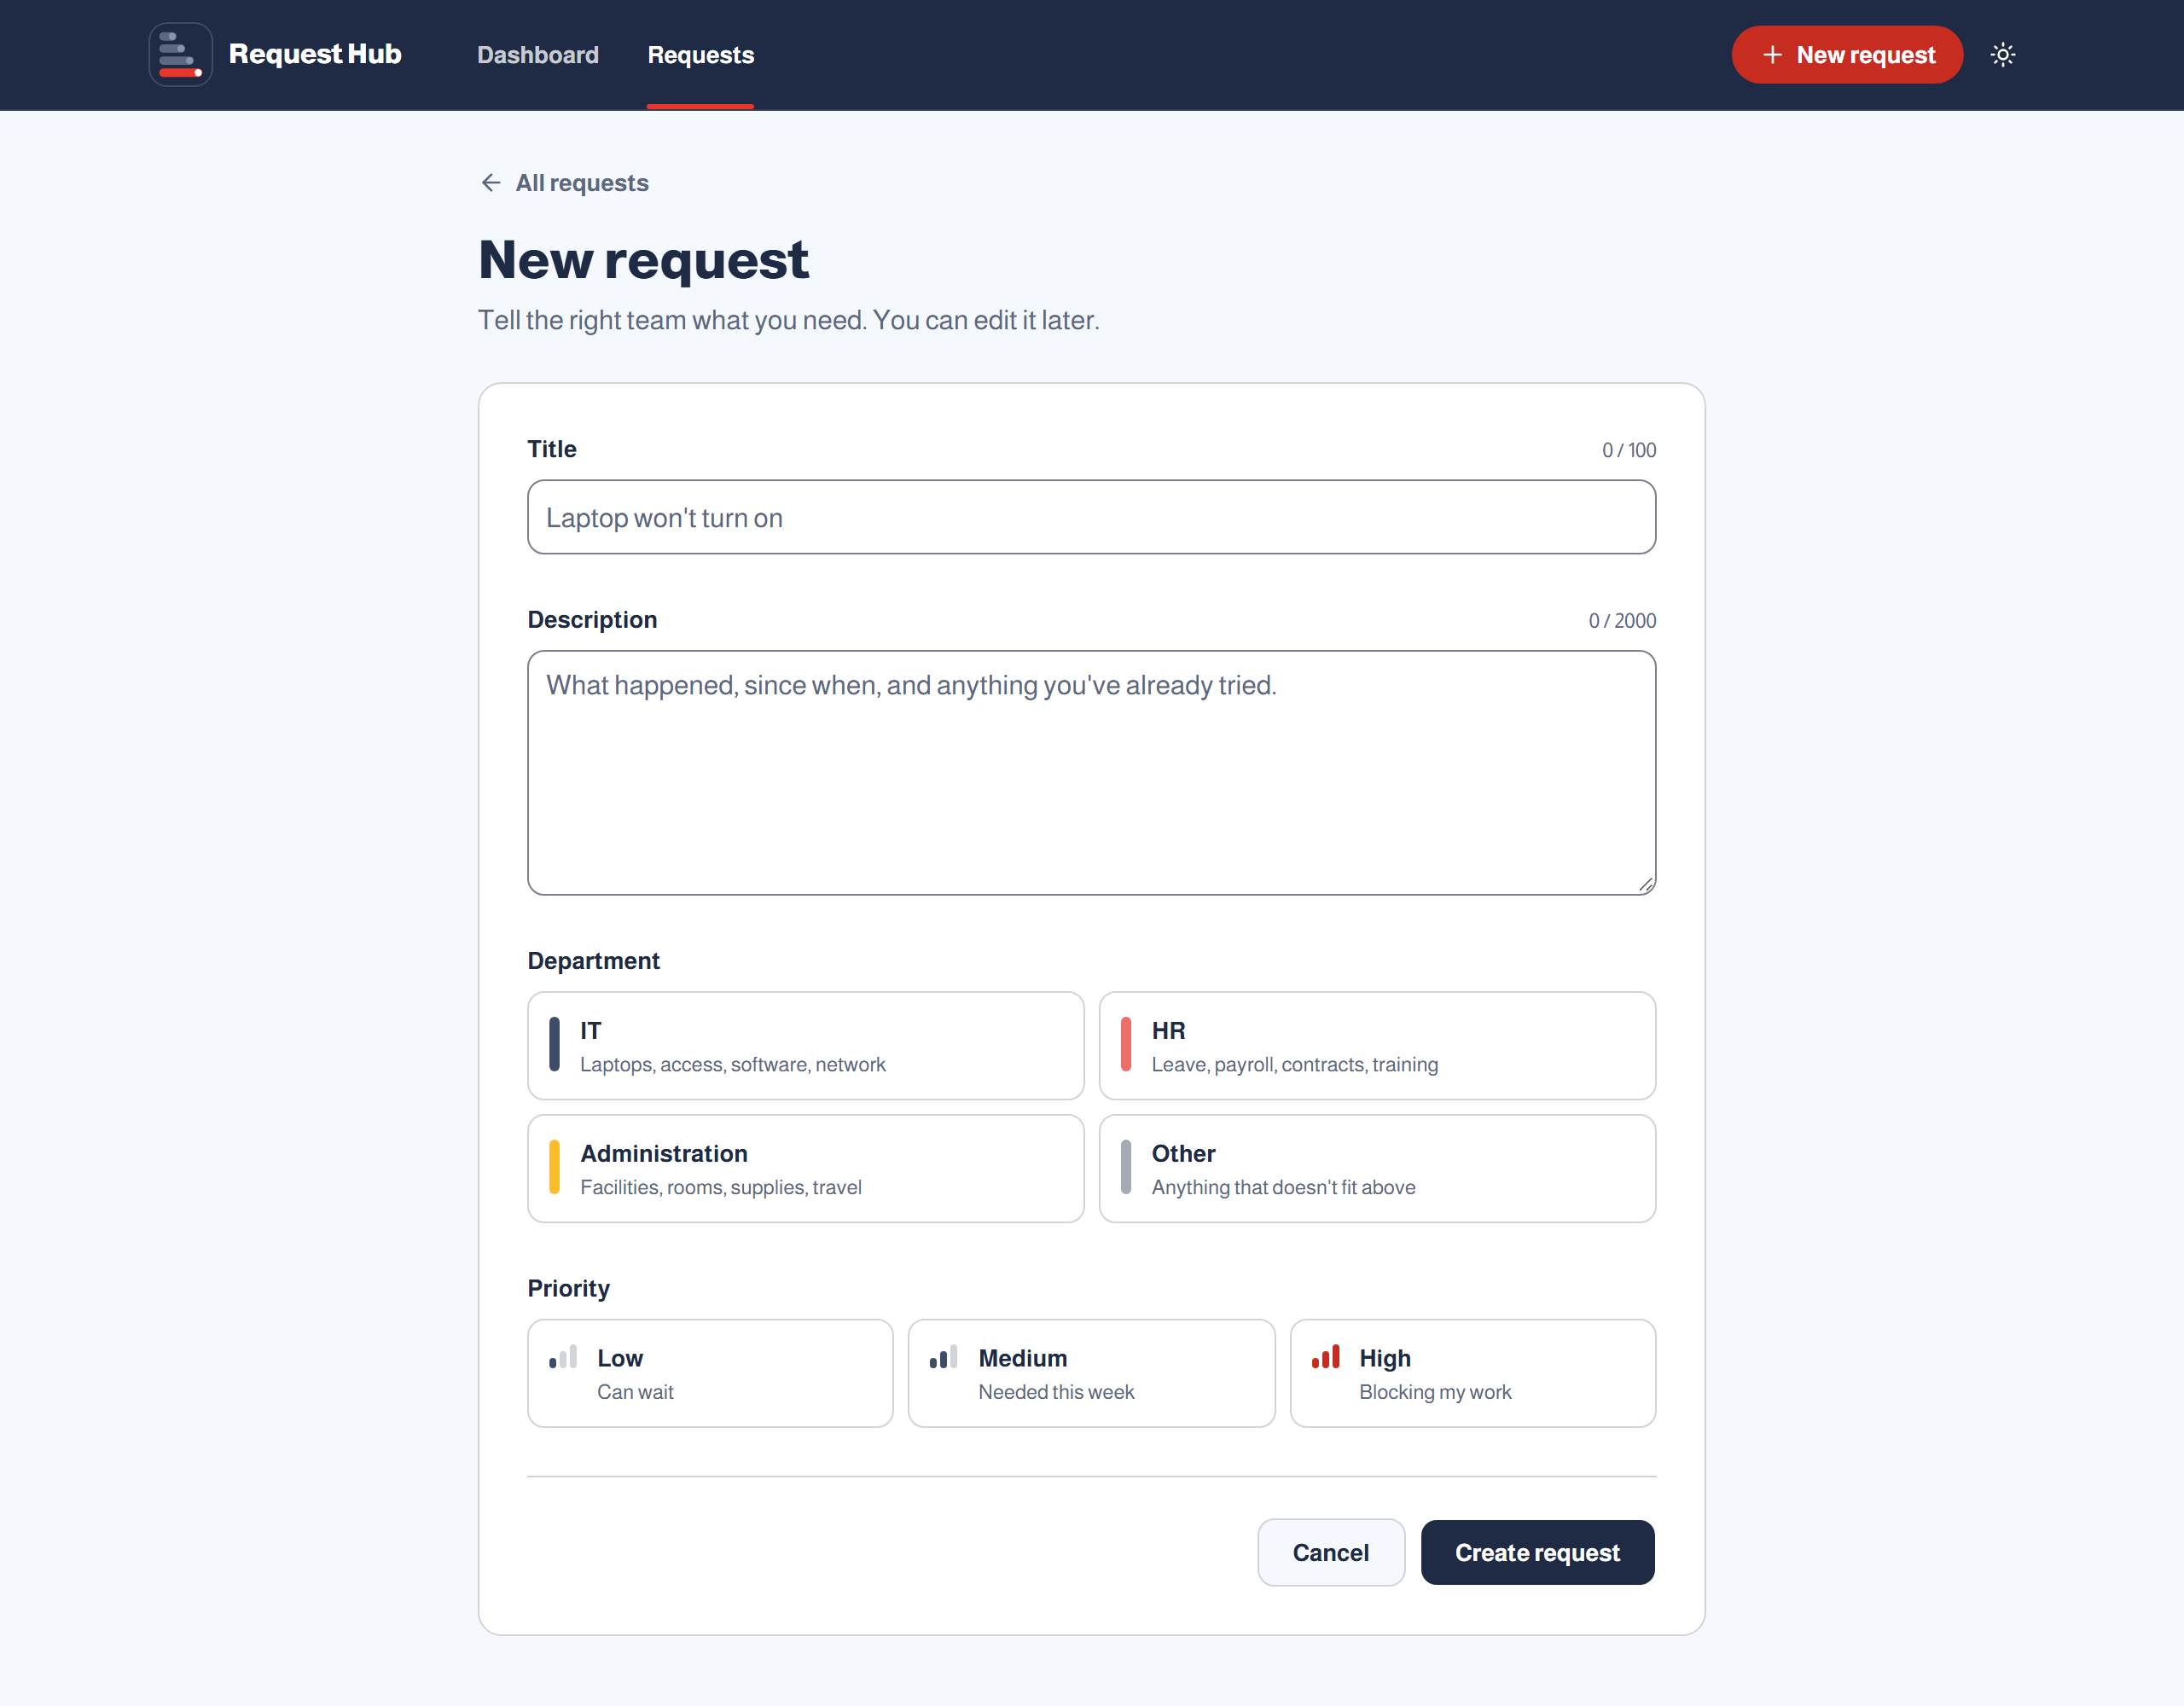 Request Hub
Dashboard
Requests
New request
All requests
New request
Tell the right team what you need. You can edit it later.
Title
0 / 100
Laptop won't turn on
Description
0 / 2000
What happened, since when, and anything you've already tried.
Department
IT
Laptops, access, software, network
HR
Leave, payroll, contracts, training
Administration
Facilities, rooms, supplies, travel
Other
Anything that doesn't fit above
Priority
Low
Can wait
Medium
Needed this week
High
Blocking my work
Cancel
Create request